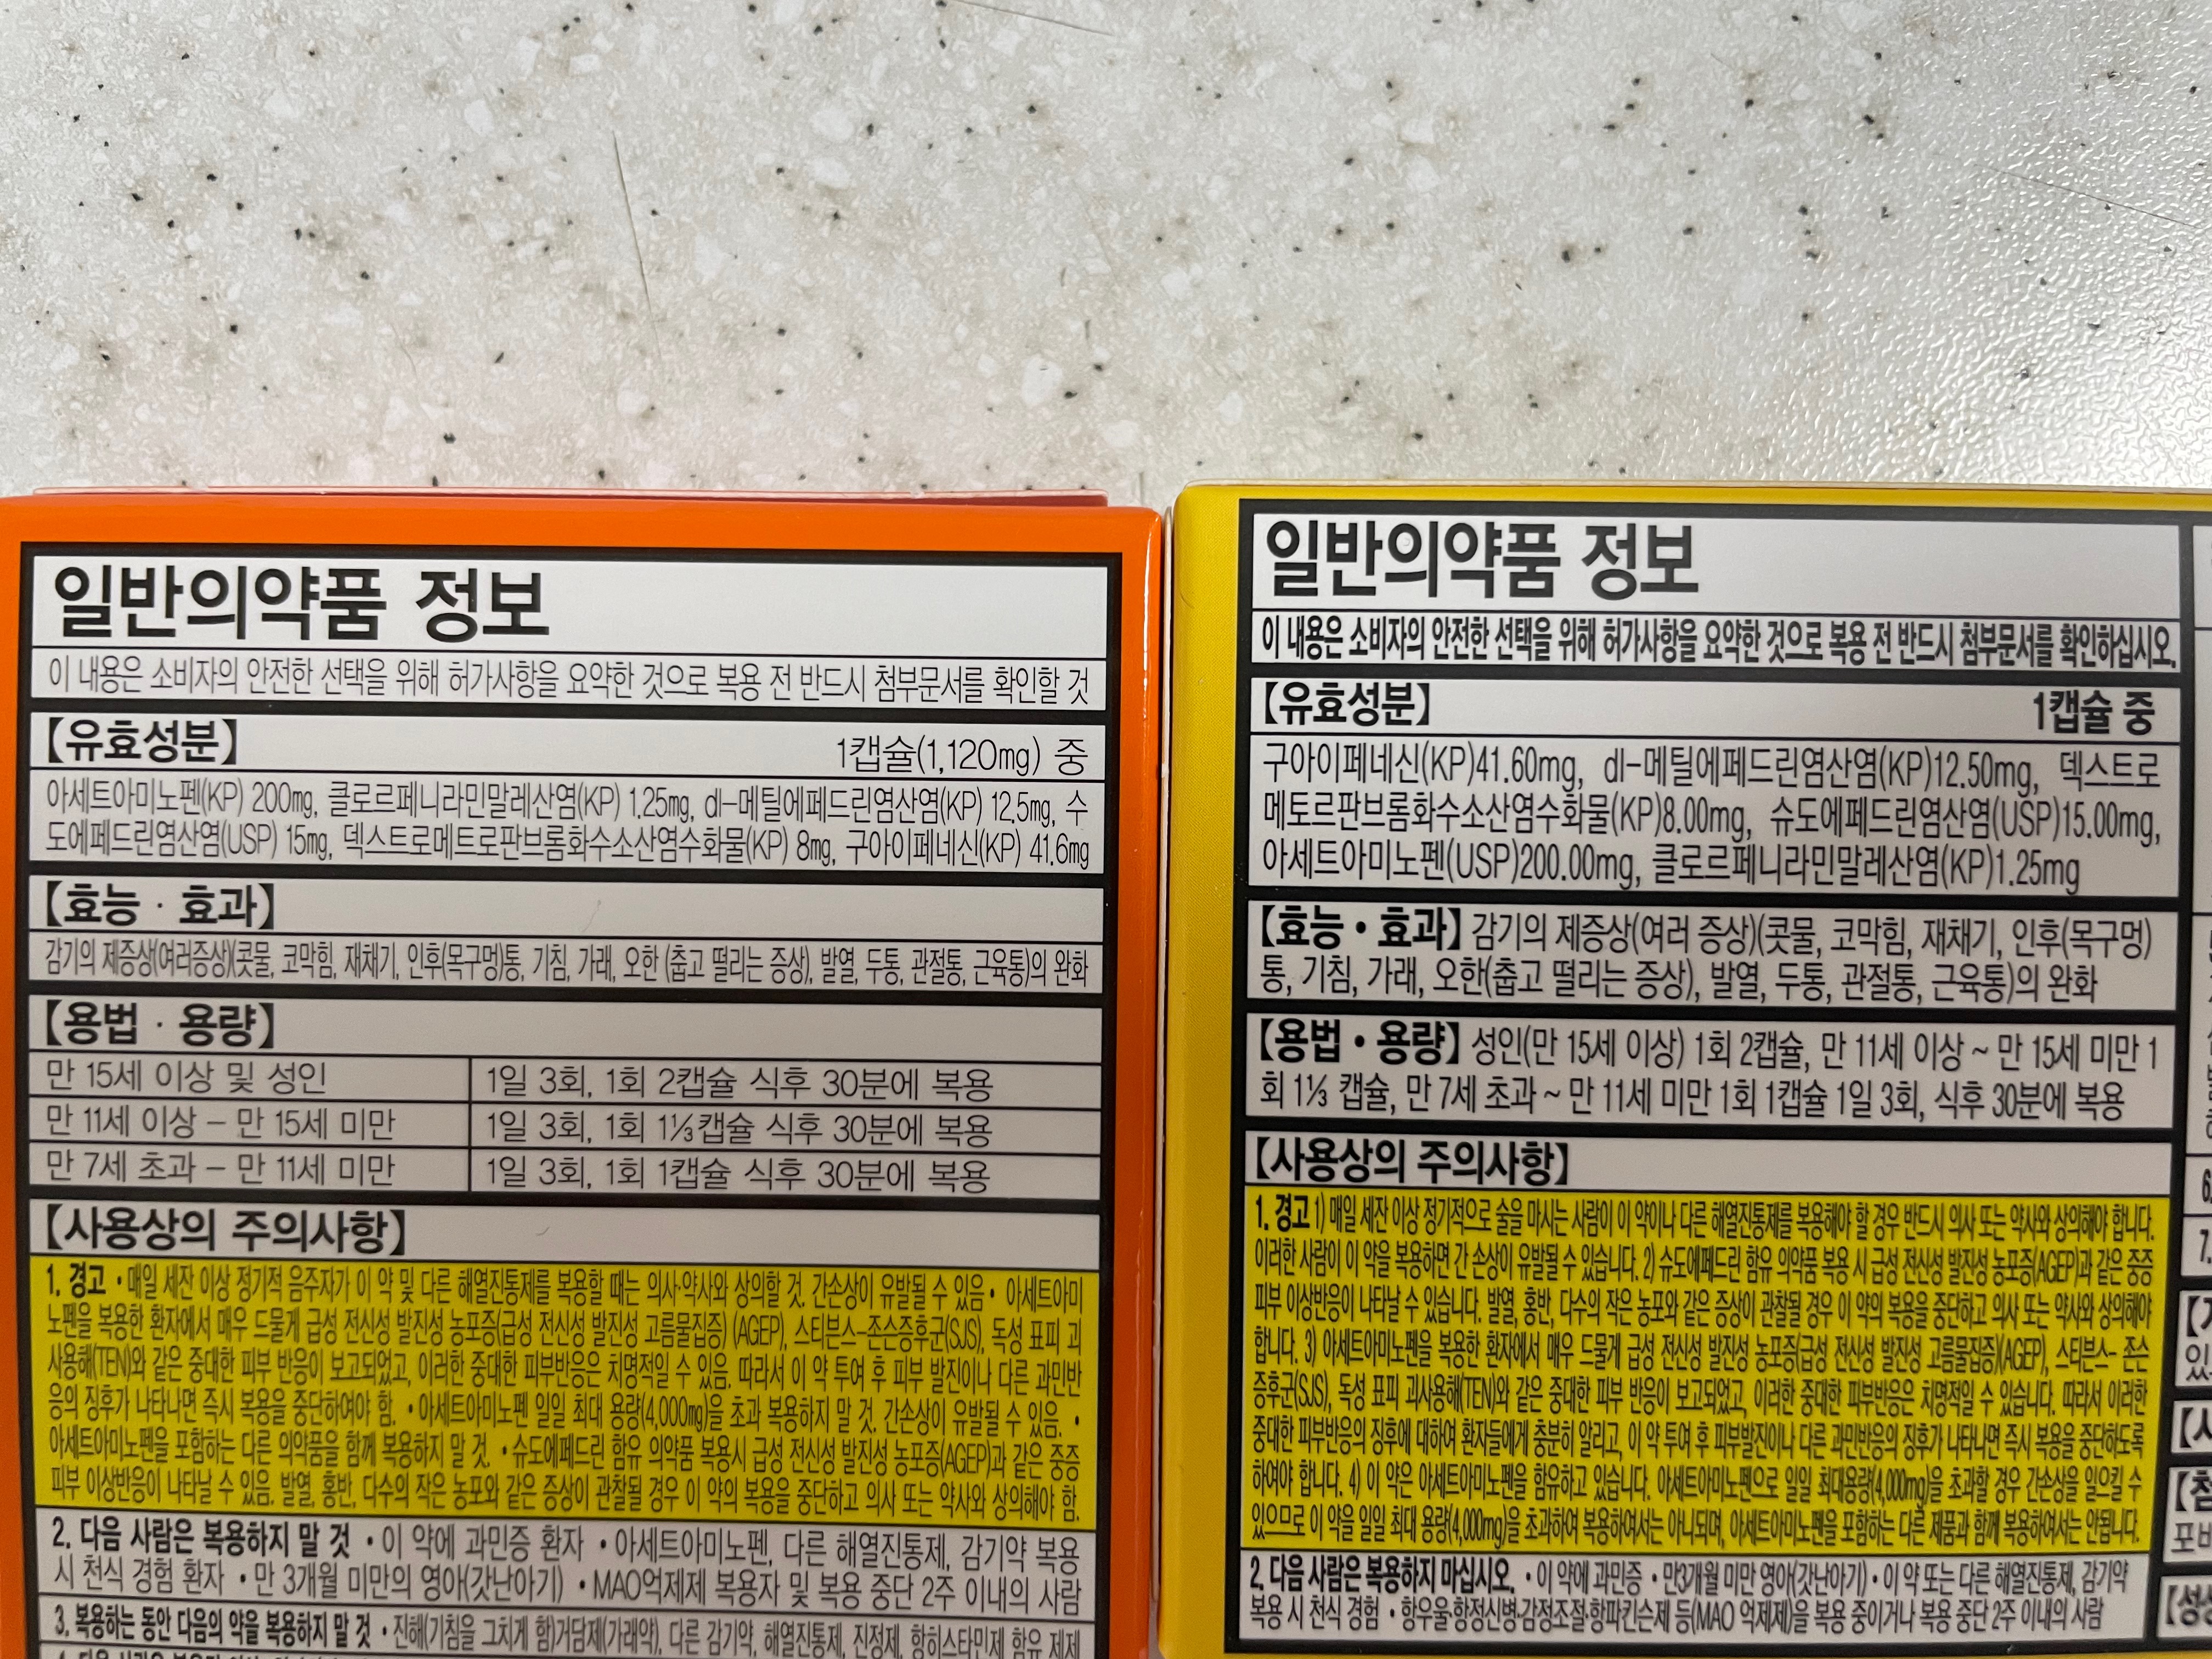 일반의약품 정보
이 내용은 소비자의 안전한 선택을 위해 허가사항을 요약한 것으로 복용 전 반드시 첨부문서를 확인할 것
【유효성분】 1캡슐(1,120mg) 중
아세트아미노펜(KP) 200mg, 클로르페니라민말레산염(KP) 1.25mg, dl-메틸에페드린염산염(KP) 12.5mg, 수
도에페드린염산염(USP) 15mg, 덱스트로메트로판브롬화수소산염수화물(KP) 8mg, 구아이페네신(KP) 41.6mg
【효능 · 효과】
감기의 제증상(여러증상)(콧물, 코막힘, 재채기, 인후(목구멍)통, 기침, 가래, 오한 (춥고 떨리는 증상), 발열, 두통, 관절통, 근육통)의 완화
【용법 · 용량】
만 15세 이상 및 성인 1일 3회, 1회 2캡슐 식후 30분에 복용
만 11세 이상 - 만 15세 미만 1일 3회, 1회 1⅓캡슐 식후 30분에 복용
만 7세 초과 - 만 11세 미만 1일 3회, 1회 1캡슐 식후 30분에 복용
【사용상의 주의사항】
1. 경고 • 매일 세잔 이상 정기적 음주자가 이 약 및 다른 해열진통제를 복용할 때는 의사·약사와 상의할 것. 간손상이 유발될 수 있음 • 아세트아미
노펜을 복용한 환자에서 매우 드물게 급성 전신성 발진성 농포증(급성 전신성 발진성 고름물집증) (AGEP), 스티븐스-존슨증후군(SJS), 독성 표피 괴
사용해(TEN)와 같은 중대한 피부 반응이 보고되었고, 이러한 중대한 피부반응은 치명적일 수 있음. 따라서 이 약 투여 후 피부 발진이나 다른 과민반
응의 징후가 나타나면 즉시 복용을 중단하여야 함. • 아세트아미노펜 일일 최대 용량(4,000mg)을 초과 복용하지 말 것. 간손상이 유발될 수 있음. •
아세트아미노펜을 포함하는 다른 의약품을 함께 복용하지 말 것. • 슈도에페드린 함유 의약품 복용시 급성 전신성 발진성 농포증(AGEP)과 같은 중증
피부 이상반응이 나타날 수 있음. 발열, 홍반, 다수의 작은 농포와 같은 증상이 관찰될 경우 이 약의 복용을 중단하고 의사 또는 약사와 상의해야 함.
2. 다음 사람은 복용하지 말 것 • 이 약에 과민증 환자 • 아세트아미노펜, 다른 해열진통제, 감기약 복용
시 천식 경험 환자 • 만 3개월 미만의 영아(갓난아기) • MAO억제제 복용자 및 복용 중단 2주 이내의 사람
3. 복용하는 동안 다음의 약을 복용하지 말 것 • 진해(기침을 그치게 함)거담제(가래약), 다른 감기약, 해열진통제, 진정제, 항히스타민제 함유 제제
일반의약품 정보
이 내용은 소비자의 안전한 선택을 위해 허가사항을 요약한 것으로 복용 전 반드시 첨부문서를 확인하십시오.
【유효성분】 1캡슐 중
구아이페네신(KP)41.60mg, dl-메틸에페드린염산염(KP)12.50mg, 덱스트로
메토르판브롬화수소산염수화물(KP)8.00mg, 슈도에페드린염산염(USP)15.00mg,
아세트아미노펜(USP)200.00mg, 클로르페니라민말레산염(KP)1.25mg
【효능 • 효과】 감기의 제증상(여러 증상)(콧물, 코막힘, 재채기, 인후(목구멍)
통, 기침, 가래, 오한(춥고 떨리는 증상), 발열, 두통, 관절통, 근육통)의 완화
【용법 • 용량】 성인(만 15세 이상) 1회 2캡슐, 만 11세 이상 ~ 만 15세 미만 1
회 1⅓ 캡슐, 만 7세 초과 ~ 만 11세 미만 1회 1캡슐 1일 3회, 식후 30분에 복용
【사용상의 주의사항】
1. 경고 1) 매일 세잔 이상 정기적으로 술을 마시는 사람이 이 약이나 다른 해열진통제를 복용해야 할 경우 반드시 의사 또는 약사와 상의해야 합니다.
이러한 사람이 이 약을 복용하면 간 손상이 유발될 수 있습니다. 2) 슈도에페드린 함유 의약품 복용 시 급성 전신성 발진성 농포증(AGEP)과 같은 중증
피부 이상반응이 나타날 수 있습니다. 발열, 홍반, 다수의 작은 농포와 같은 증상이 관찰될 경우 이 약의 복용을 중단하고 의사 또는 약사와 상의해야
합니다. 3) 아세트아미노펜을 복용한 환자에서 매우 드물게 급성 전신성 발진성 농포증(급성 전신성 발진성 고름물집증)(AGEP), 스티븐스- 존슨
증후군(SJS), 독성 표피 괴사용해(TEN)와 같은 중대한 피부 반응이 보고되었고, 이러한 중대한 피부반응은 치명적일 수 있습니다. 따라서 이러한
중대한 피부반응의 징후에 대하여 환자들에게 충분히 알리고, 이 약 투여 후 피부발진이나 다른 과민반응의 징후가 나타나면 즉시 복용을 중단하도록
하여야 합니다. 4) 이 약은 아세트아미노펜을 함유하고 있습니다. 아세트아미노펜으로 일일 최대용량(4,000mg)을 초과할 경우 간손상을 일으킬 수
있으므로 이 약을 일일 최대 용량(4,000mg)을 초과하여 복용하여서는 아니되며, 아세트아미노펜을 포함하는 다른 제품과 함께 복용하여서는 안됩니다.
2. 다음 사람은 복용하지 마십시오. • 이 약에 과민증 • 만3개월 미만 영아(갓난아기) • 이 약 또는 다른 해열진통제, 감기약
복용 시 천식 경험 • 항우울·항정신병·감정조절·항파킨슨제 등(MAO 억제제)을 복용 중이거나 복용 중단 2주 이내의 사람